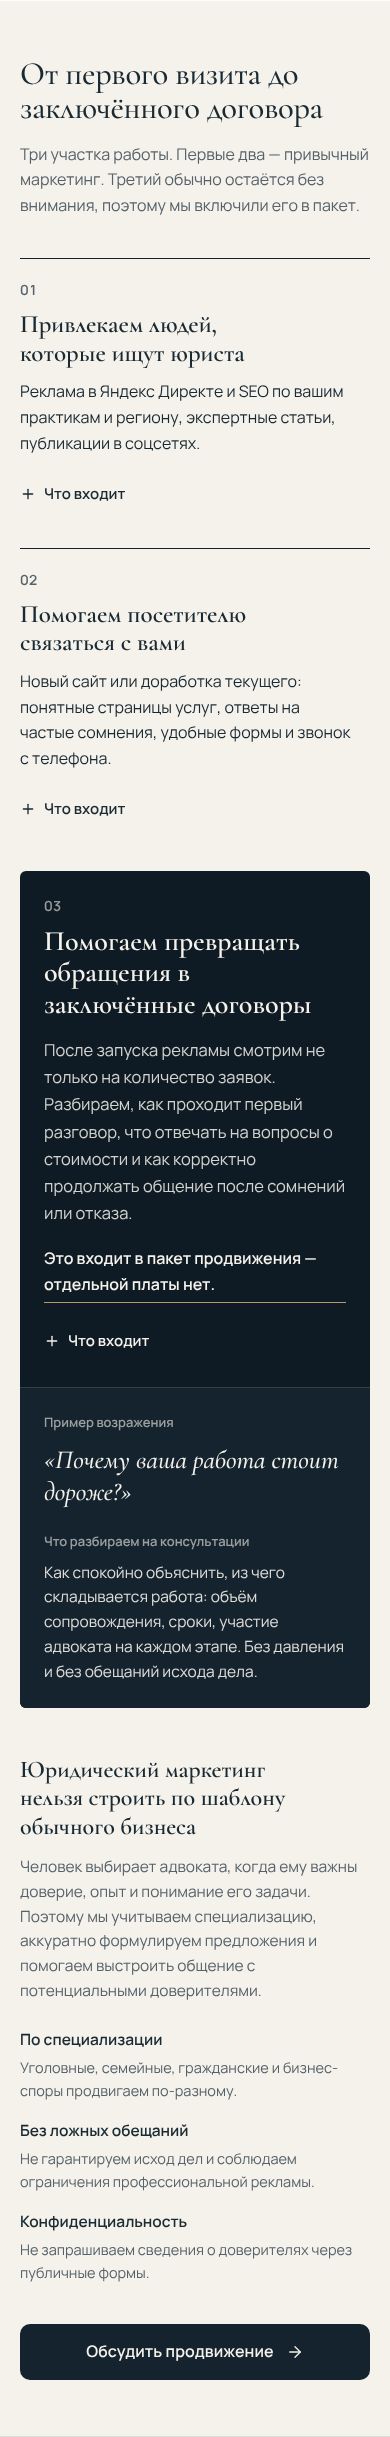 От первого визита до
заключённого договора
Три участка работы. Первые два — привычный
маркетинг. Третий обычно остаётся без
внимания, поэтому мы включили его в пакет.
01
Привлекаем людей,
которые ищут юриста
Реклама в Яндекс Директе и SEO по вашим
практикам и региону, экспертные статьи,
публикации в соцсетях.
+ Что входит
02
Помогаем посетителю
связаться с вами
Новый сайт или доработка текущего:
понятные страницы услуг, ответы на
частые сомнения, удобные формы и звонок
с телефона.
+ Что входит
03
Помогаем превращать
обращения в
заключённые договоры
После запуска рекламы смотрим не
только на количество заявок.
Разбираем, как проходит первый
разговор, что отвечать на вопросы о
стоимости и как корректно
продолжать общение после сомнений
или отказа.
Это входит в пакет продвижения —
отдельной платы нет.
+ Что входит
Пример возражения
«Почему ваша работа стоит
дороже?»
Что разбираем на консультации
Как спокойно объяснить, из чего
складывается работа: объём
сопровождения, сроки, участие
адвоката на каждом этапе. Без давления
и без обещаний исхода дела.
Юридический маркетинг
нельзя строить по шаблону
обычного бизнеса
Человек выбирает адвоката, когда ему важны
доверие, опыт и понимание его задачи.
Поэтому мы учитываем специализацию,
аккуратно формулируем предложения и
помогаем выстроить общение с
потенциальными доверителями.
По специализации
Уголовные, семейные, гражданские и бизнес-
споры продвигаем по-разному.
Без ложных обещаний
Не гарантируем исход дел и соблюдаем
ограничения профессиональной рекламы.
Конфиденциальность
Не запрашиваем сведения о доверителях через
публичные формы.
Обсудить продвижение →